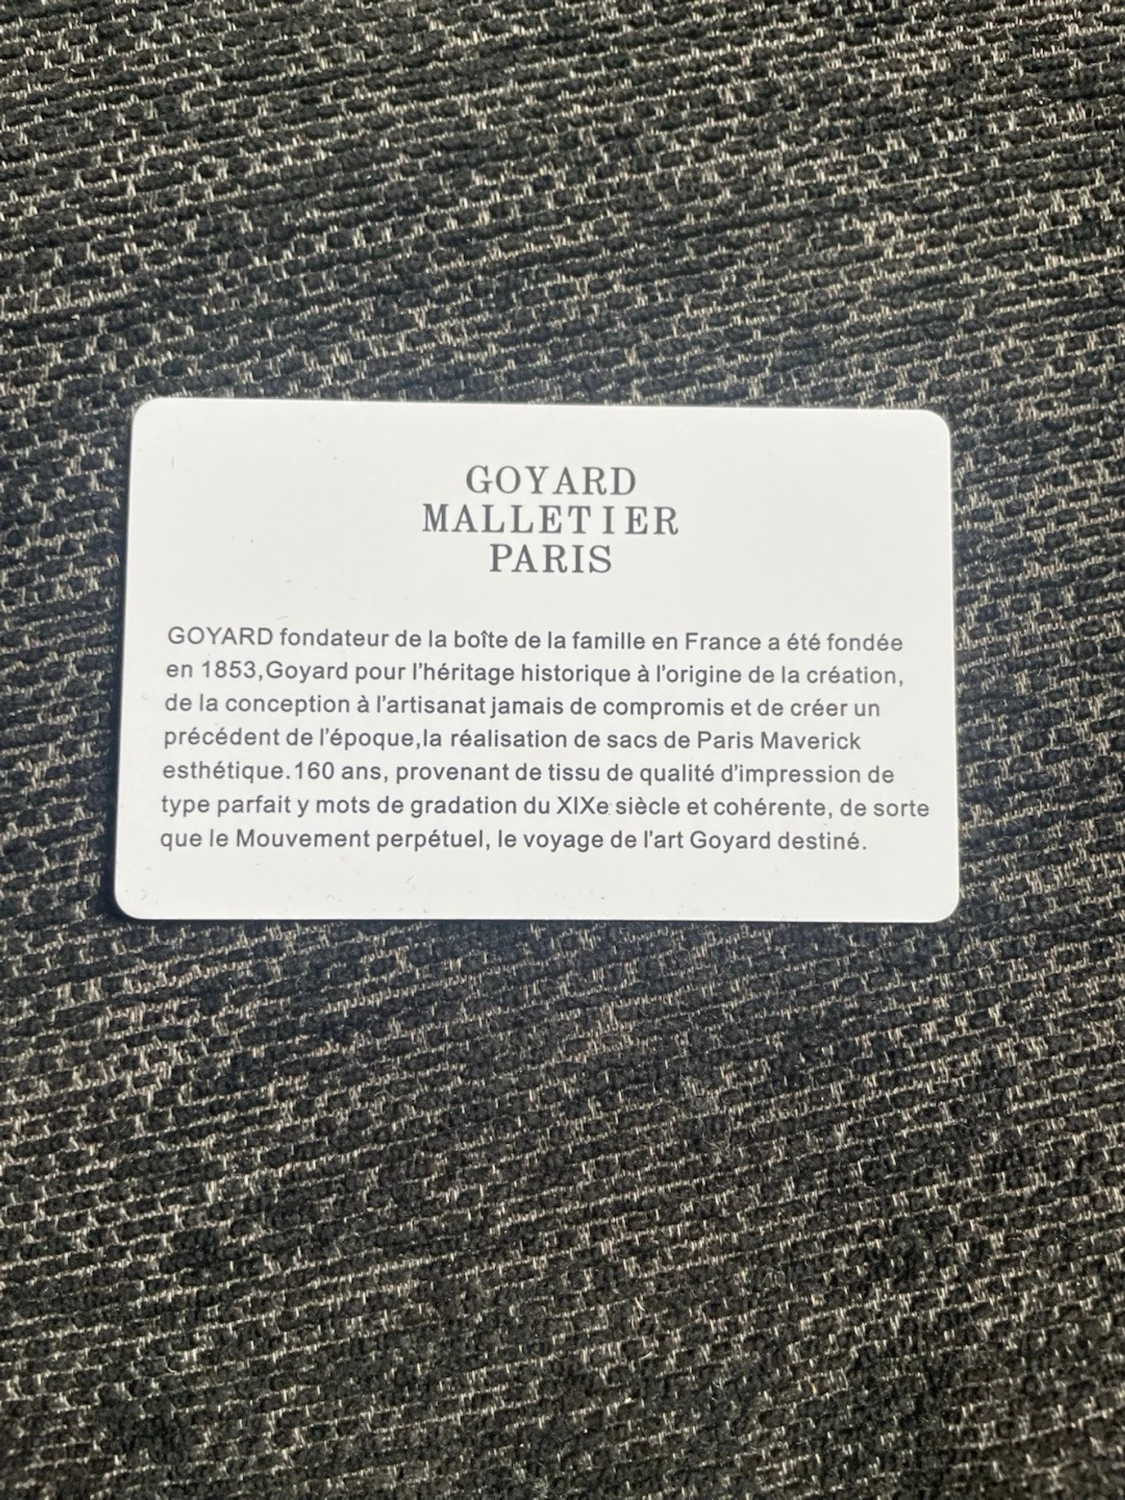 GOYARD
MALLETIER
PARIS
GOYARD fondateur de la boîte de la famille en France a été fondée
en 1853,Goyard pour l'héritage historique à l'origine de la création,
de la conception à l'artisanat jamais de compromis et de créer un
précédent de l'époque,la réalisation de sacs de Paris Maverick
esthétique.160 ans, provenant de tissu de qualité d'impression de
type parfait y mots de gradation du XIXe siècle et cohérente, de sorte
que le Mouvement perpétuel, le voyage de l'art Goyard destiné.